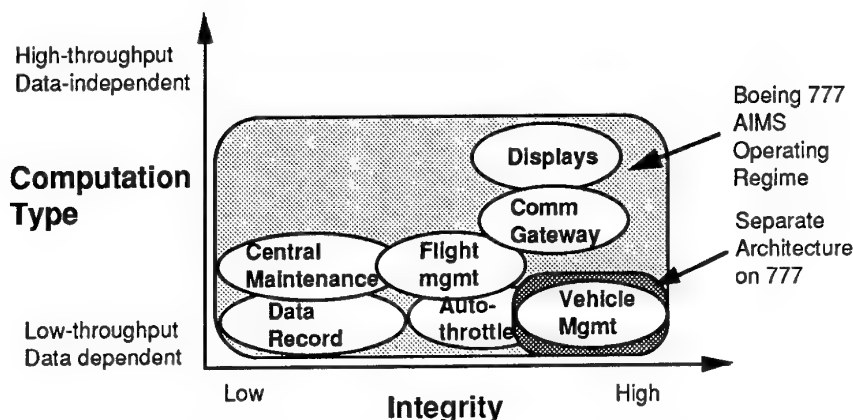 High-throughput
Data-independent
Computation
Type
Low-throughput
Data dependent
Displays
Comm
Gateway
Central
Maintenance
Flight
mgmt
Data
Record
Auto-
throttle
Vehicle
Mgmt
Boeing 777
AIMS
Operating
Regime
Separate
Architecture
on 777
Low
High
Integrity